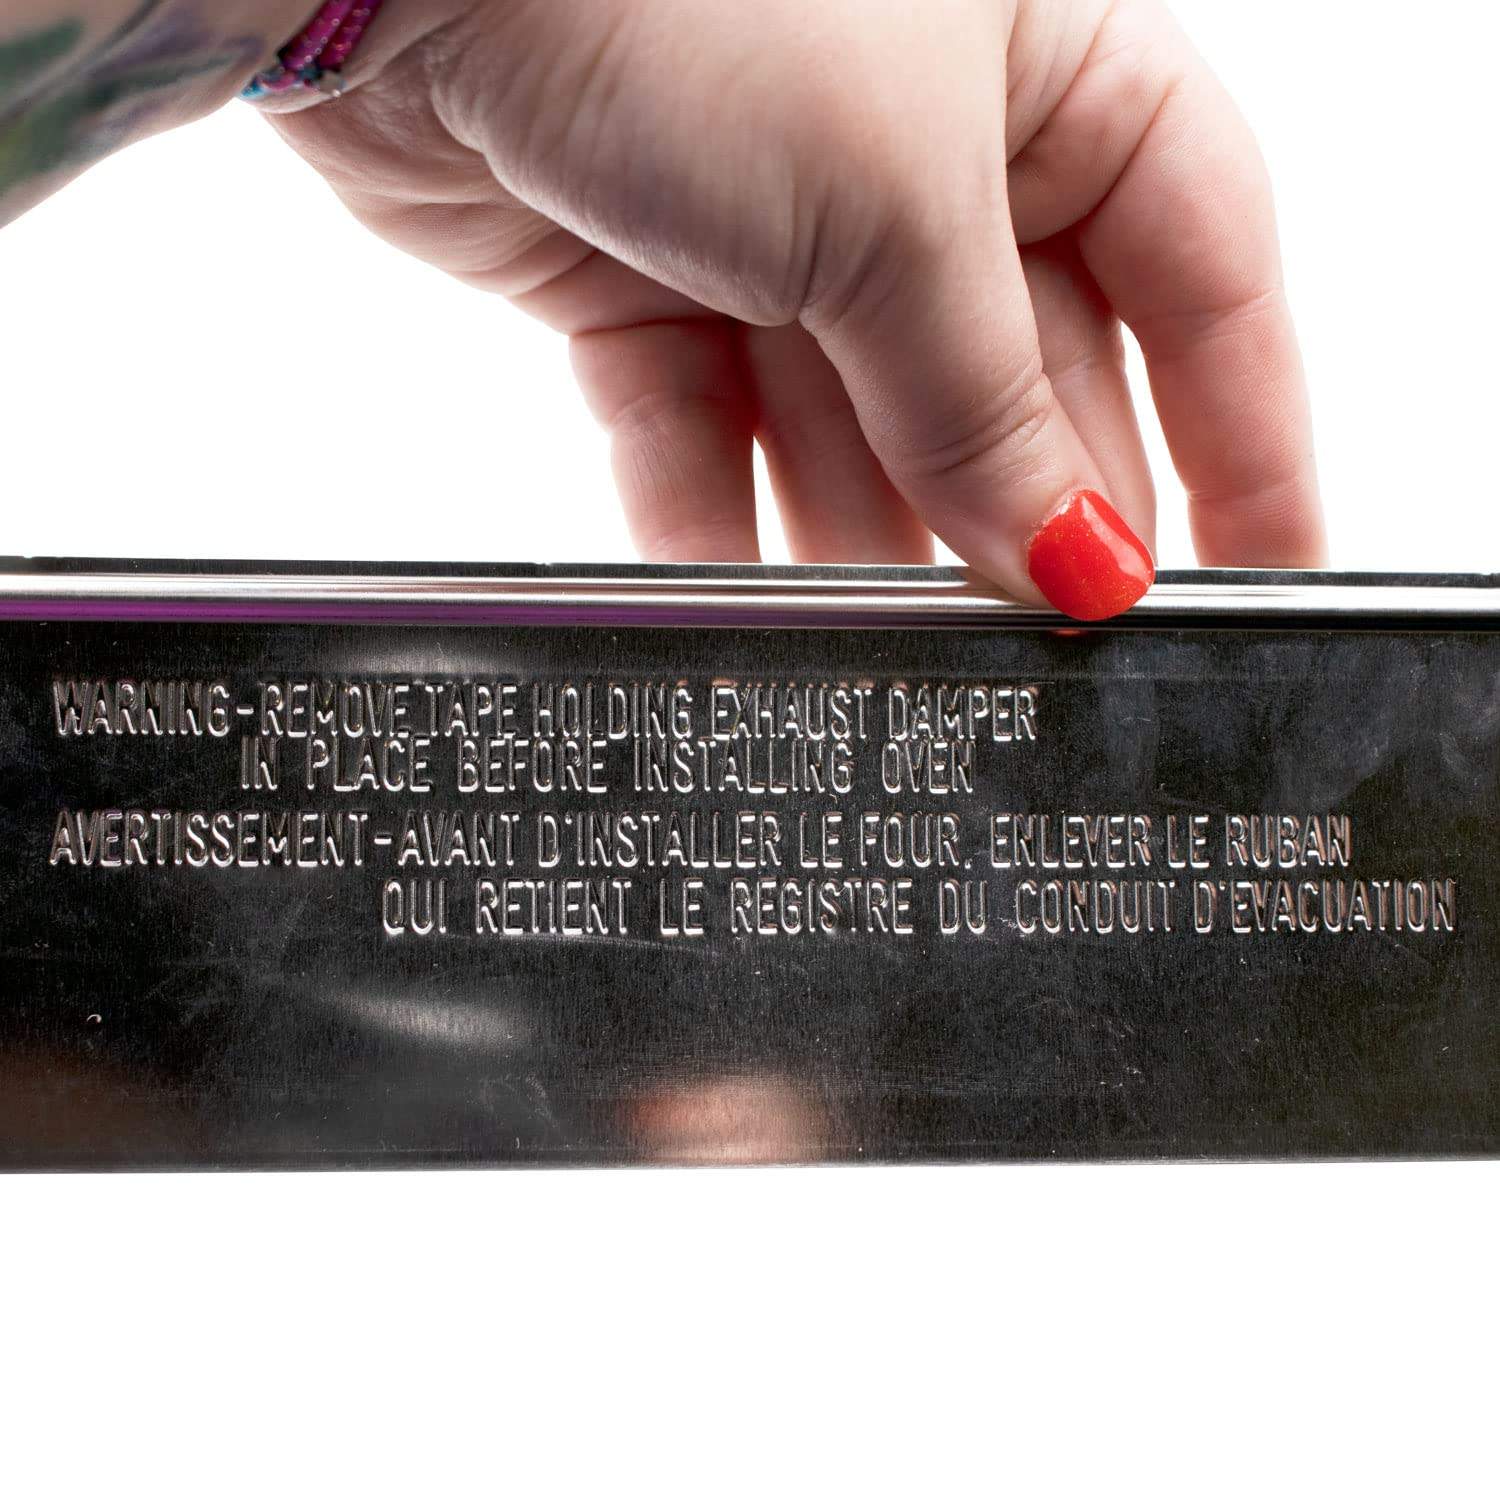 WARNING-REMOVE TAPE HOLDING EXHAUST DAMPER
IN PLACE BEFORE INSTALLING OVEN
AVERTISSEMENT-AVANT D'INSTALLER LE FOUR, ENLEVER LE RUBAN
QUI RETIENT LE REGISTRE DU CONDUIT D'EVACUATION